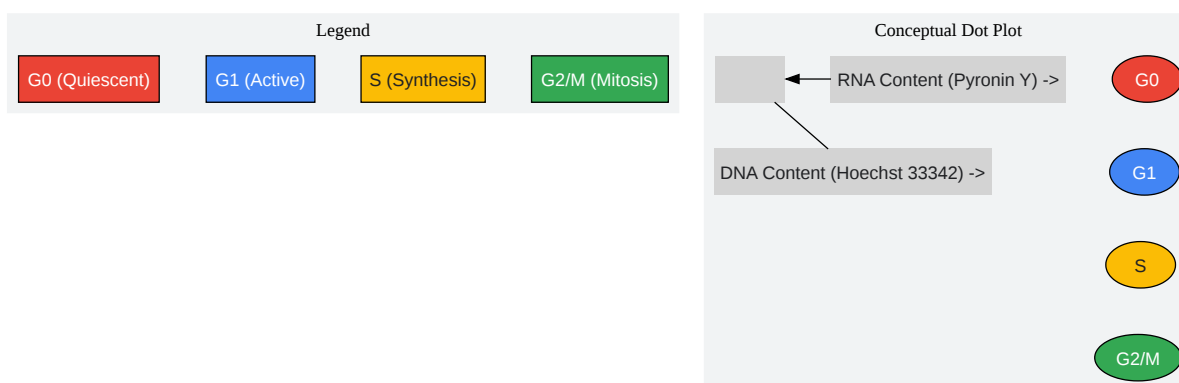 Legend
G0 (Quiescent)
G1 (Active)
S (Synthesis)
G2/M (Mitosis)
Conceptual Dot Plot
RNA Content (Pyronin Y) ->
G0
DNA Content (Hoechst 33342) ->
G1
S
G2/M